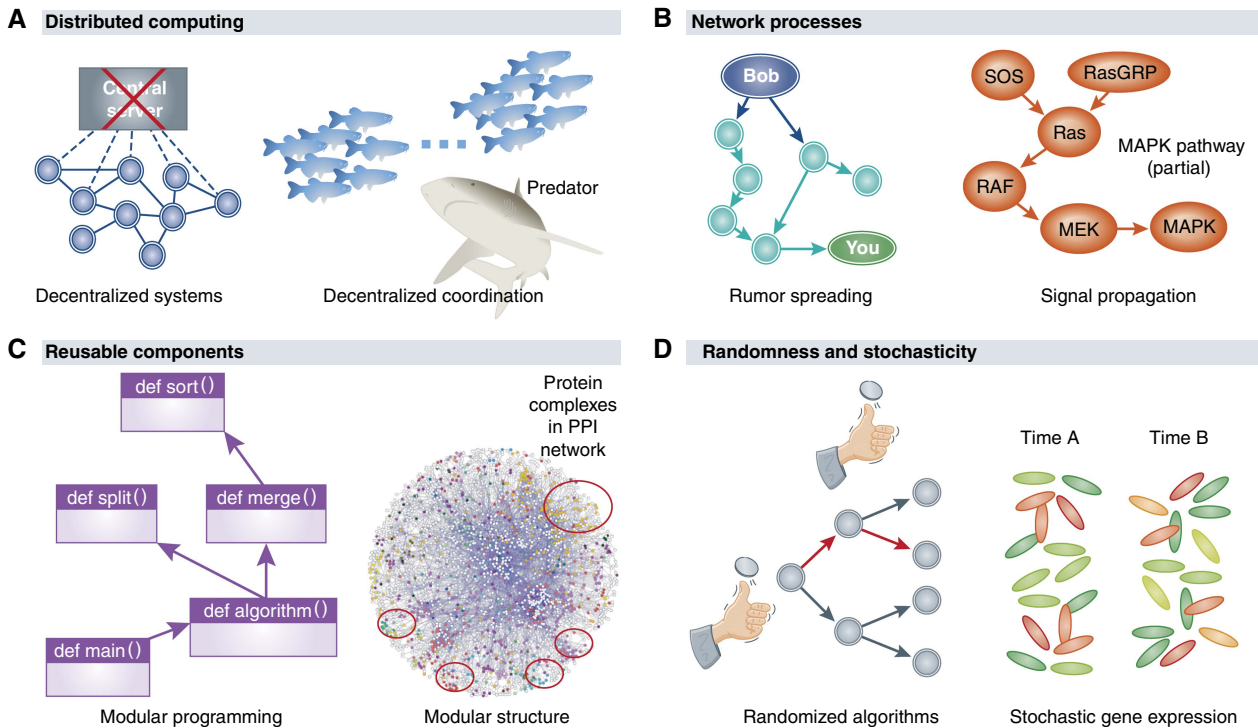 A Distributed computing
Central
server
Predator
Decentralized systems
Decentralized coordination
B Network processes
Bob
You
Rumor spreading
SOS
RasGRP
Ras
MAPK pathway
(partial)
RAF
MEK
MAPK
Signal propagation
C Reusable components
def sort()
def split()
def merge()
def algorithm()
def main()
Modular programming
Protein
complexes
in PPI
network
Modular structure
D Randomness and stochasticity
Randomized algorithms
Time A
Time B
Stochastic gene expression